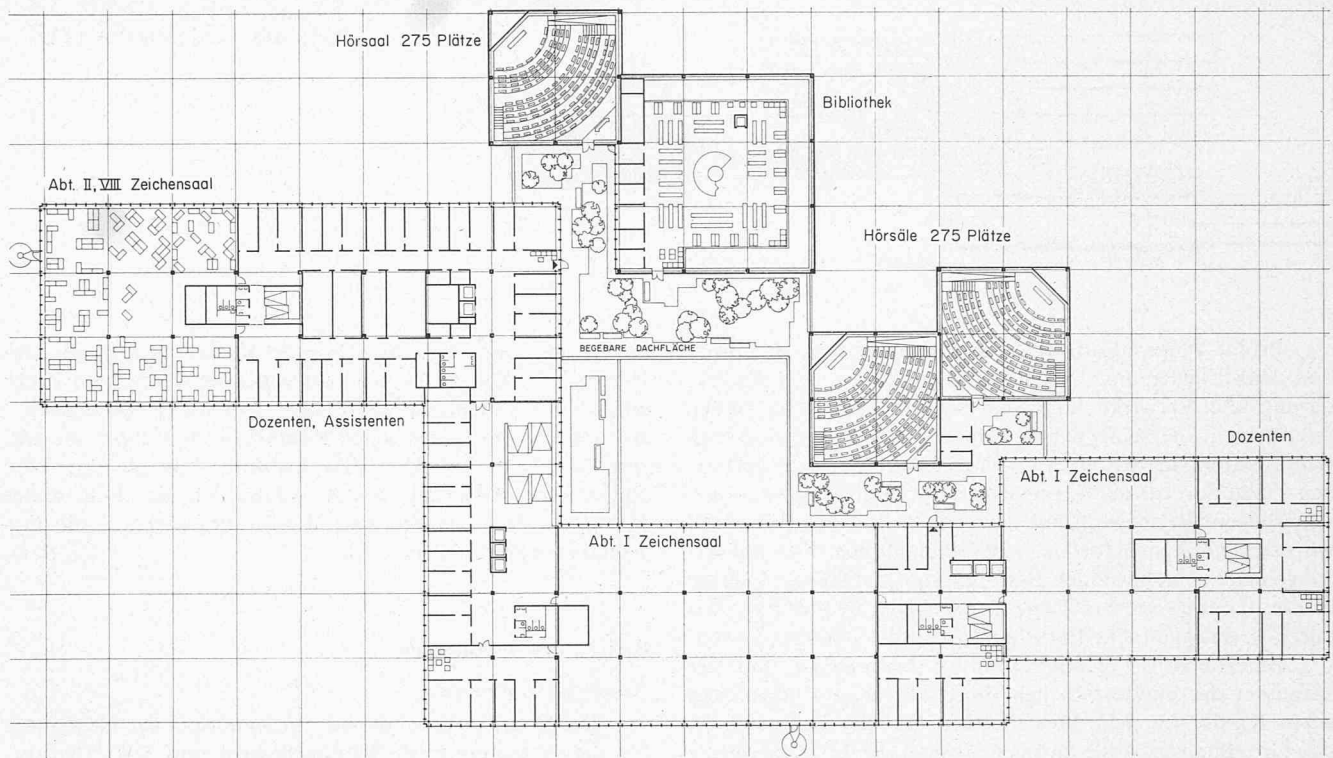 Hörsaal 275 Plätze
Bibliothek
Abt. II, VIII Zeichensaal
Hörsäle 275 Plätze
BEGEBARE DACHFLÄCHE
Dozenten, Assistenten
Dozenten
Abt. I Zeichensaal
Abt. I Zeichensaal